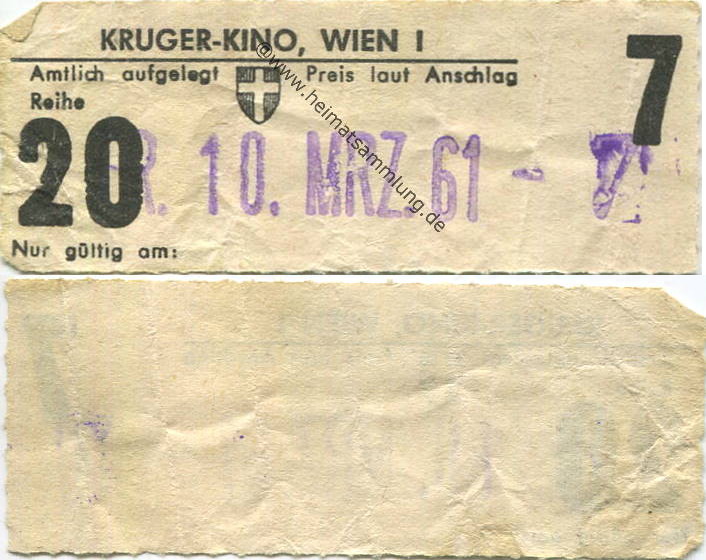 KRUGER-KINO, WIEN I
7
Amtlich aufgelegt Preis laut Anschlag
Reihe
20
R. 10. MRZ. 61 - 7
Nur gültig am:
@www.heimatsammlung.de